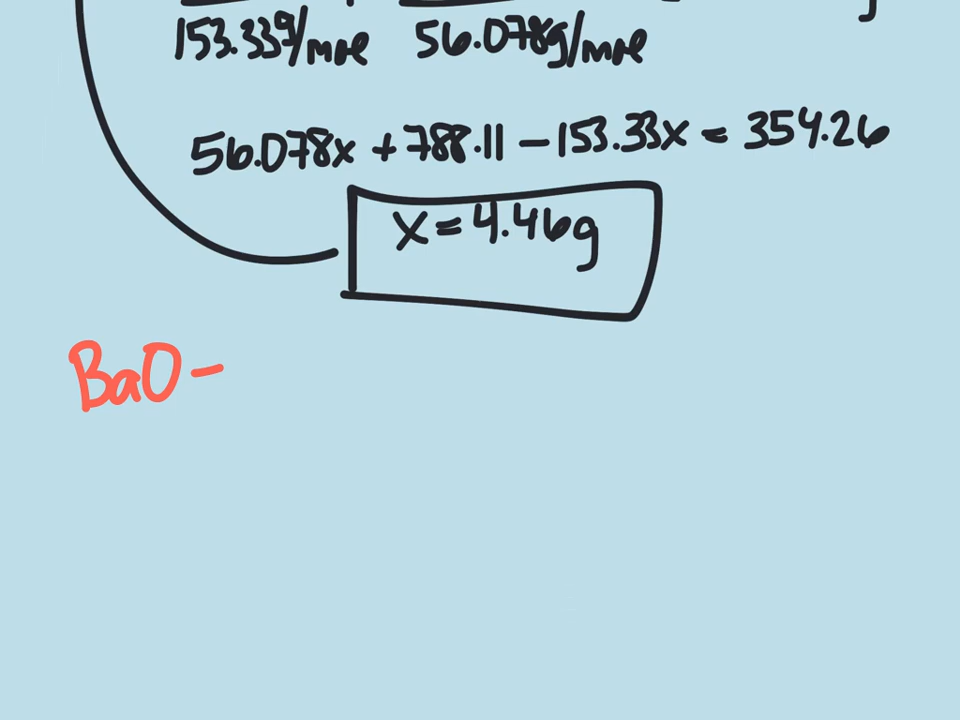 153.33g/mol 56.078g/mol
56.078x + 788.11 - 153.33x = 354.26
x = 4.46g
BaO -